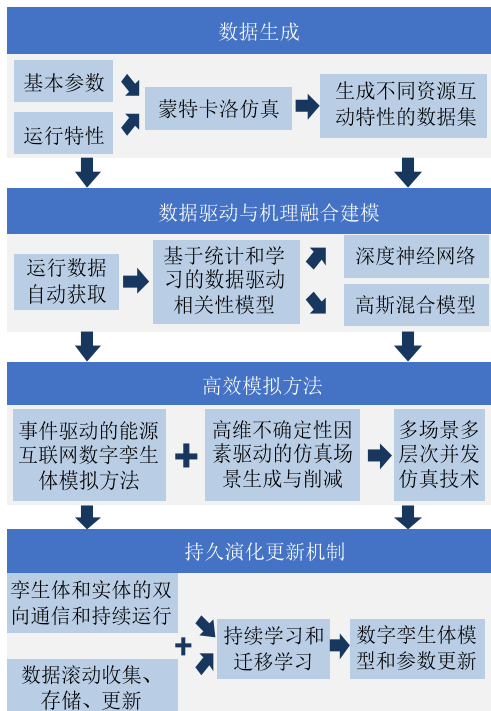 数据生成
基本参数
运行特性
蒙特卡洛仿真
生成不同资源互
动特性的数据集
数据驱动与机理融合建模
运行数据
自动获取
基于统计和学
习的数据驱动
相关性模型
深度神经网络
高斯混合模型
高效模拟方法
事件驱动的能源
互联网数字孪生
体模拟方法
+
高维不确定性因
素驱动的仿真场
景生成与削减
多场景多
层次并发
仿真技术
持久演化更新机制
孪生体和实体的双
向通信和持续运行
+
数据滚动收集、
存储、更新
持续学习和
迁移学习
数字孪生体模
型和参数更新